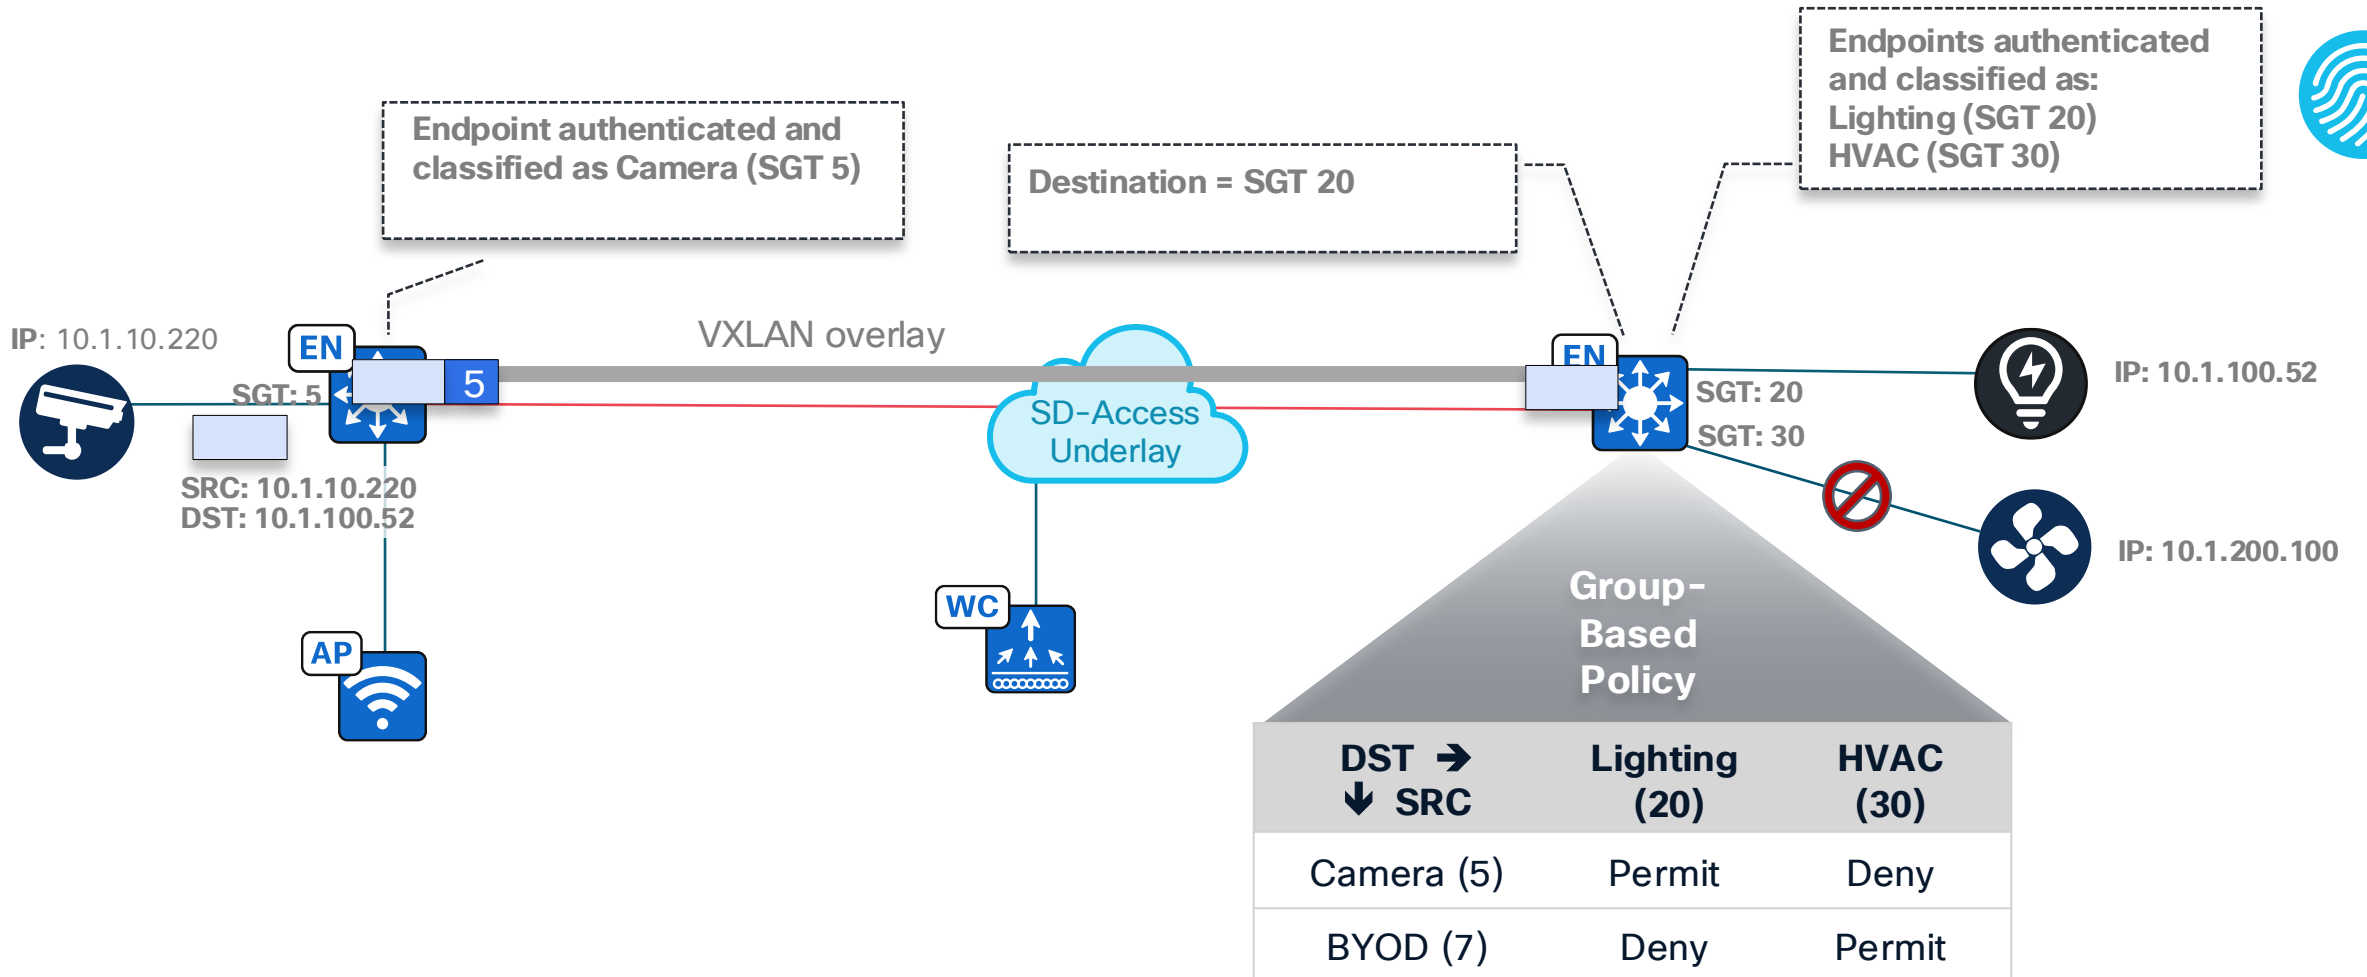 Endpoints authenticated
and classified as:
Lighting (SGT 20)
HVAC (SGT 30)
Endpoint authenticated and
classified as Camera (SGT 5)
Destination = SGT 20
IP: 10.1.10.220
EN
VXLAN overlay
EN
SGT: 5
5
SD-Access
Underlay
SGT: 20
SGT: 30
IP: 10.1.100.52
SRC: 10.1.10.220
DST: 10.1.100.52
IP: 10.1.200.100
WC
AP
Group-
Based
Policy
DST → Lighting HVAC
↓ SRC (20) (30)
Camera (5) Permit Deny
BYOD (7) Deny Permit